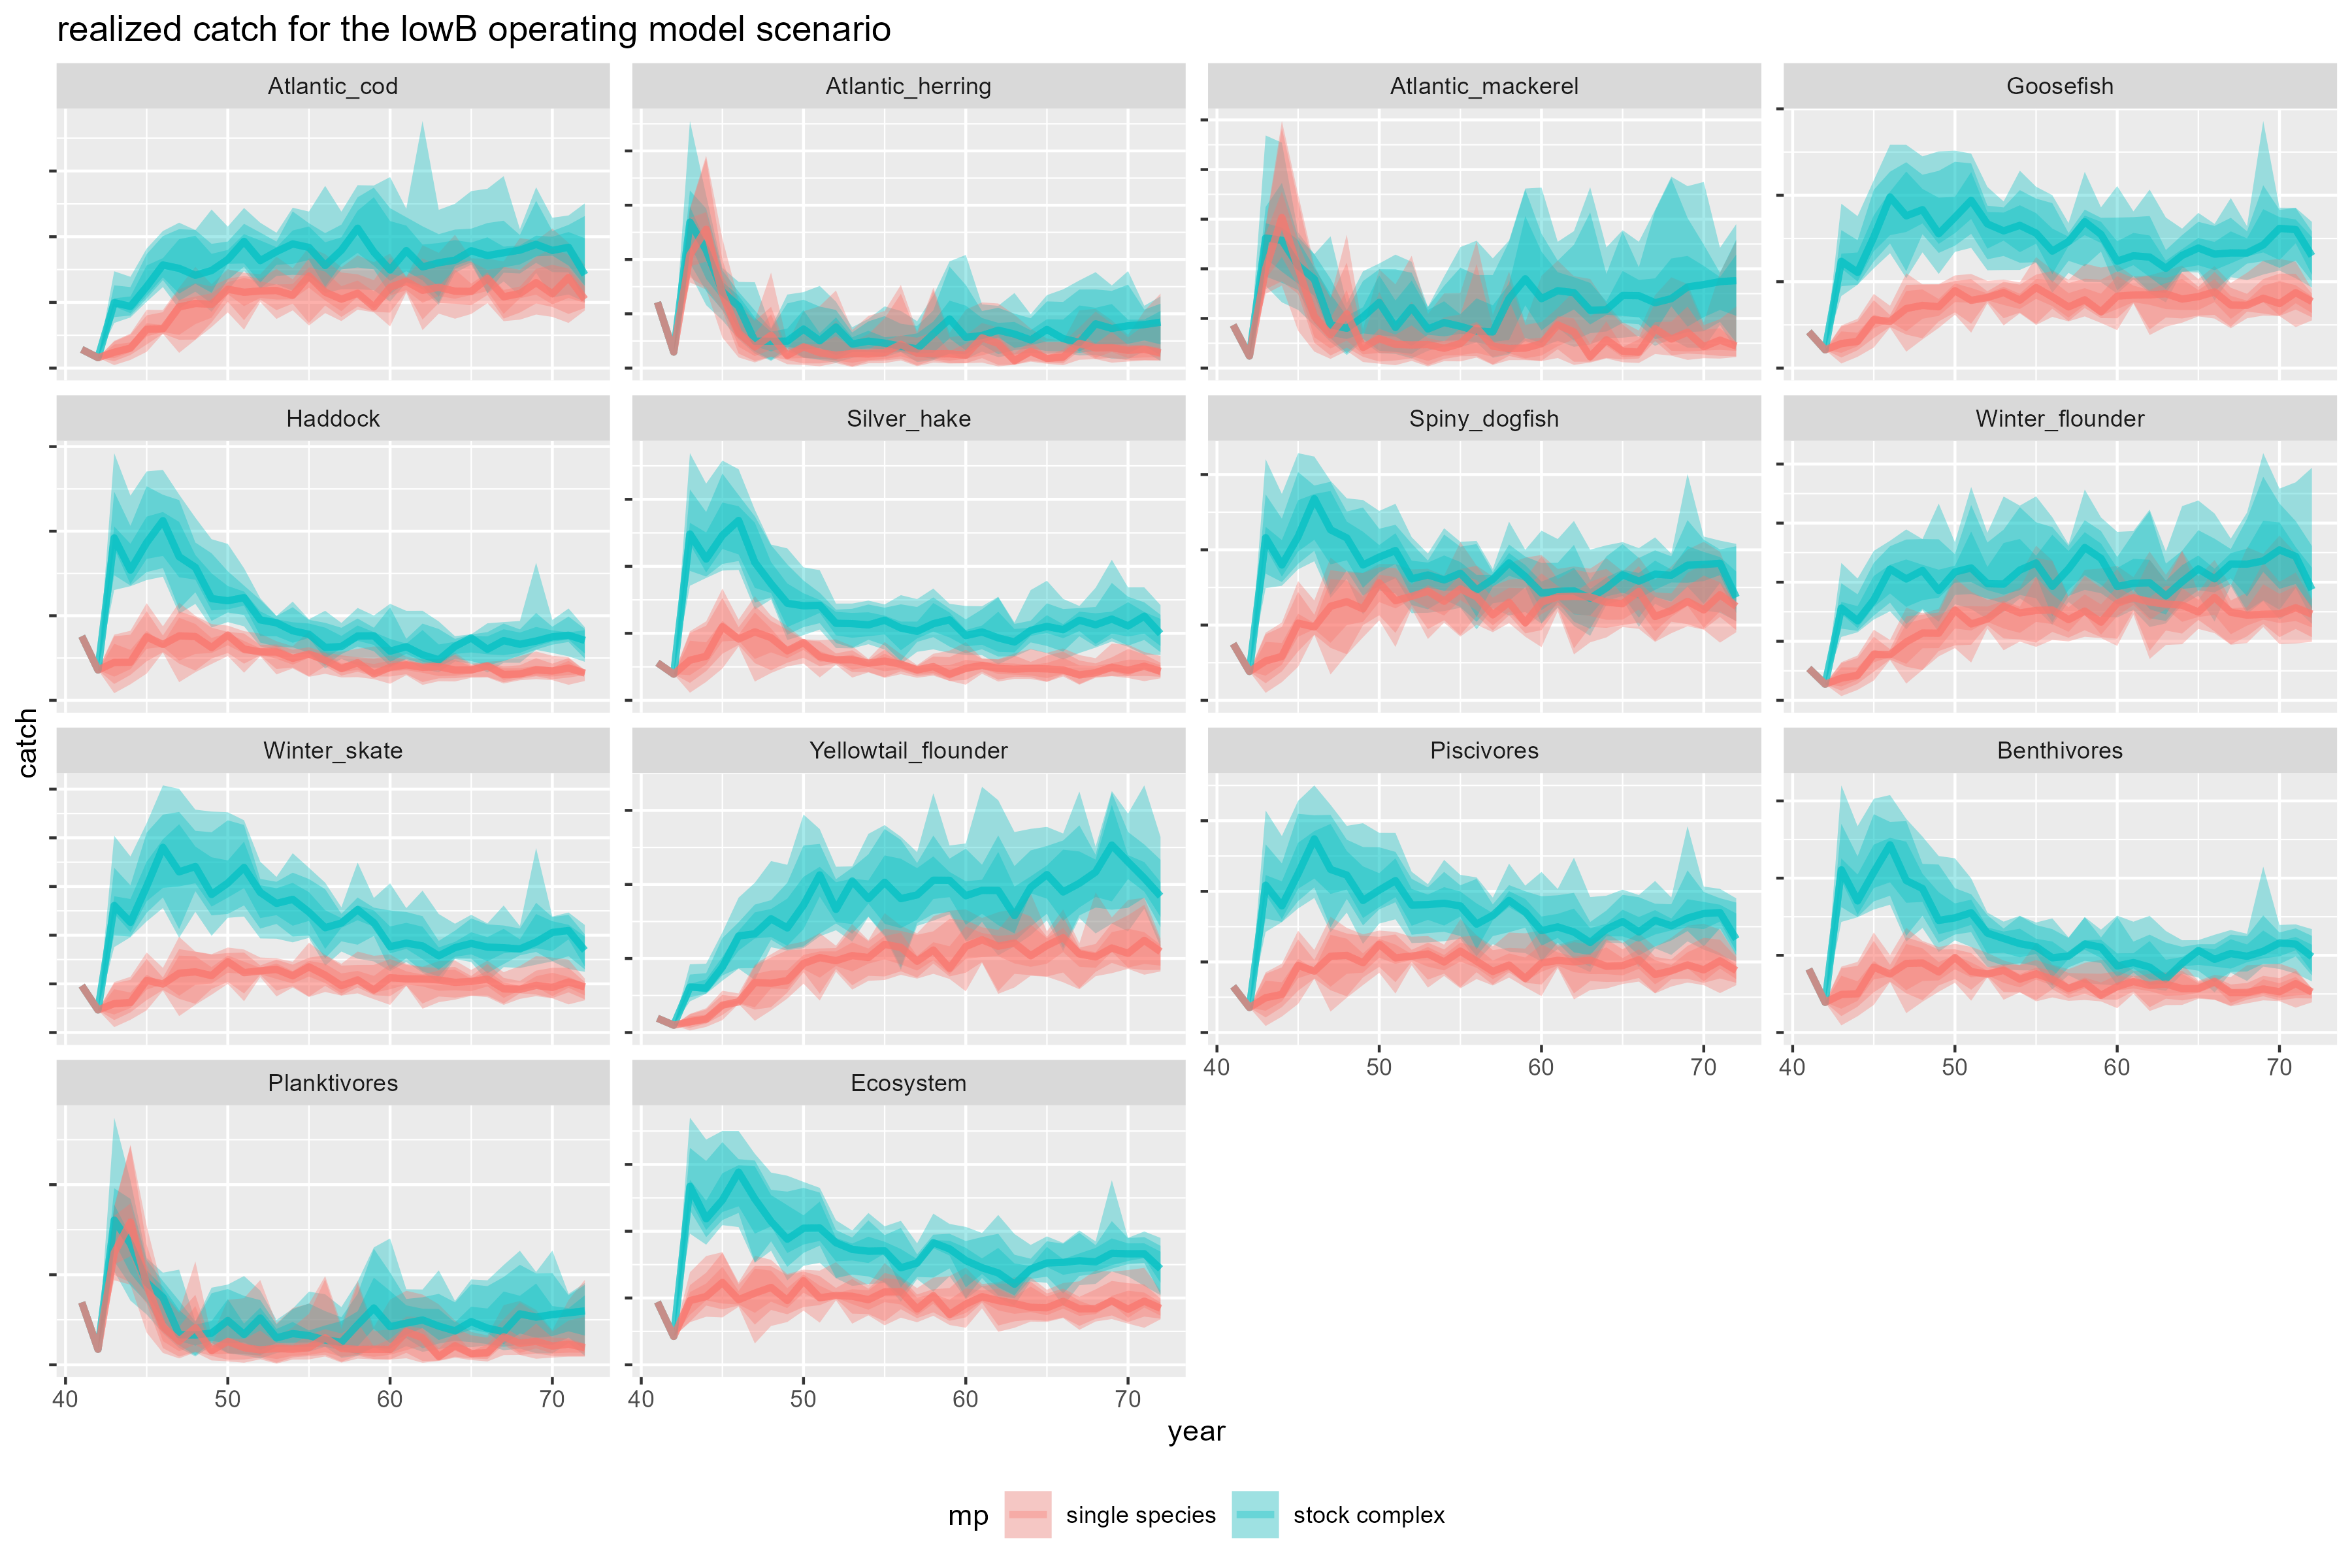 realized catch for the lowB operating model scenario
Atlantic_cod
Atlantic_herring
Atlantic_mackerel
Goosefish
Haddock
Silver_hake
Spiny_dogfish
Winter_flounder
Winter_skate
Yellowtail_flounder
Piscivores
Benthivores
40 50 60 70
40 50 60 70
Planktivores
Ecosystem
40 50 60 70
40 50 60 70
catch
year
mp
single species
stock complex